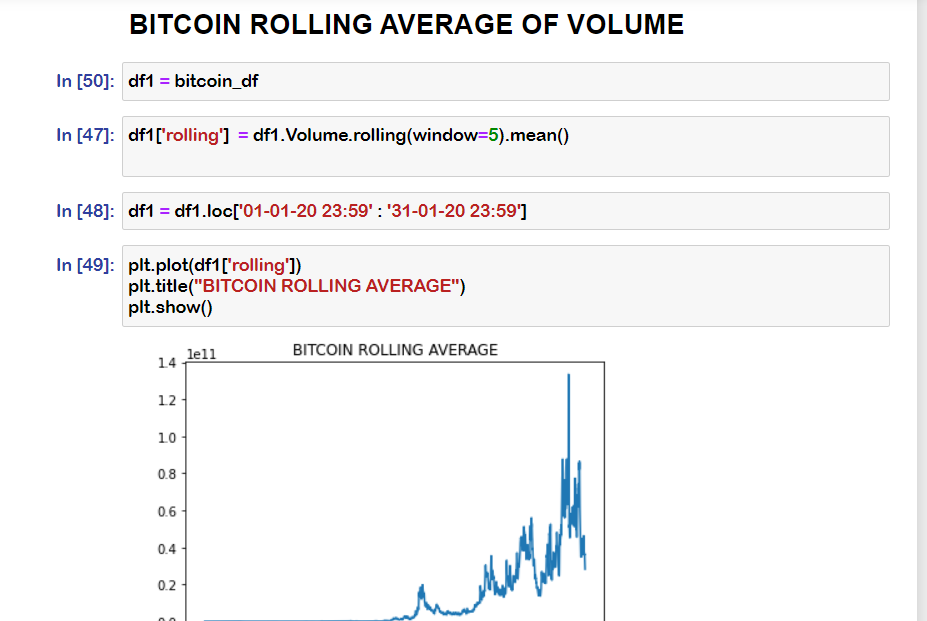 BITCOIN ROLLING AVERAGE OF VOLUME
In [50]: df1 = bitcoin_df
In [47]: df1['rolling'] = df1.Volume.rolling(window=5).mean()
In [48]: df1 = df1.loc['01-01-20 23:59' : '31-01-20 23:59']
In [49]: plt.plot(df1['rolling'])
plt.title("BITCOIN ROLLING AVERAGE")
plt.show()
BITCOIN ROLLING AVERAGE
1e11
1.4
1.2
1.0
0.8
0.6
0.4
0.2